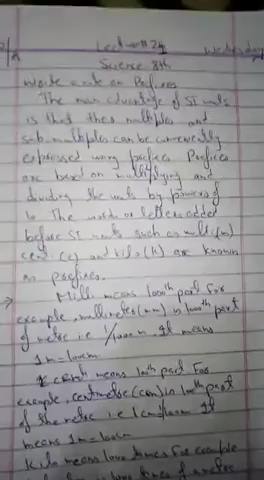 Lecture # 24 Wednesday
Science 8th
Write a note on Prefixes
The main advantage of SI units
is that their multiples and
sub-multiples can be conveniently
expressed using prefixes Prefixes
are based on multiplying and
dividing the units by powers of
10 The words or letters added
before SI units such as milli (m)
centi (c) and kilo (k) are known
as prefixes.
Milli means 1000th part For
example, millimetre (mm) is 1000th part
of metre i.e 1/1000 m It means
centi means 100th part For
example, centimetre (cm) is 100th part
of the metre i.e 1 cm = 1/100 m It
means 1m = 100cm
Kilo means 1000 times For example